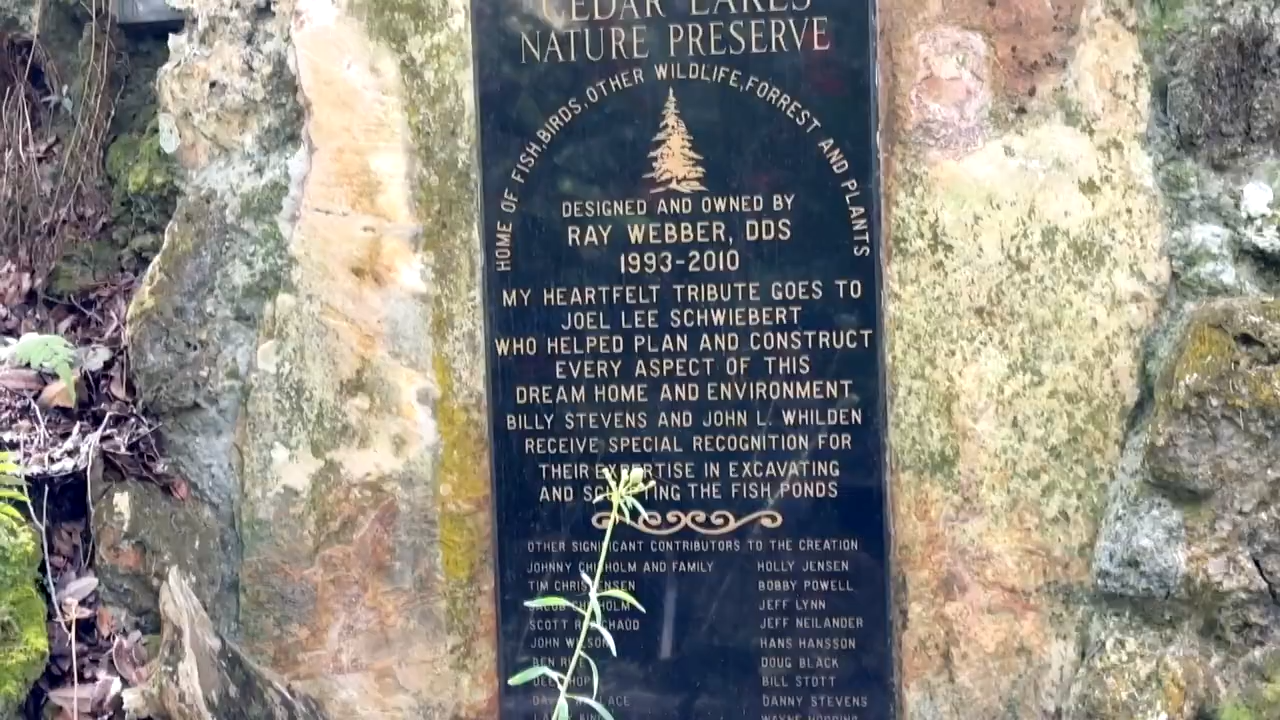 CEDAR LAKES
NATURE PRESERVE
HOME OF FISH, BIRDS, OTHER WILDLIFE, FORREST AND PLANTS
DESIGNED AND OWNED BY
RAY WEBBER, DDS
1993-2010
MY HEARTFELT TRIBUTE GOES TO
JOEL LEE SCHWIEBERT
WHO HELPED PLAN AND CONSTRUCT
EVERY ASPECT OF THIS
DREAM HOME AND ENVIRONMENT
BILLY STEVENS AND JOHN L. WHILDEN
RECEIVE SPECIAL RECOGNITION FOR
THEIR EXPERTISE IN EXCAVATING
AND SCULPTING THE FISH PONDS
OTHER SIGNIFICANT CONTRIBUTORS TO THE CREATION
JOHNNY CHISHOLM AND FAMILY
TIM CHRISTENSEN
JACOB CHISHOLM
SCOTT
JOHN WILSON
BEN
HOLLY JENSEN
BOBBY POWELL
JEFF LYNN
JEFF NEILANDER
HANS HANSSON
DOUG BLACK
BILL STOTT
DANNY STEVENS
WAYNE